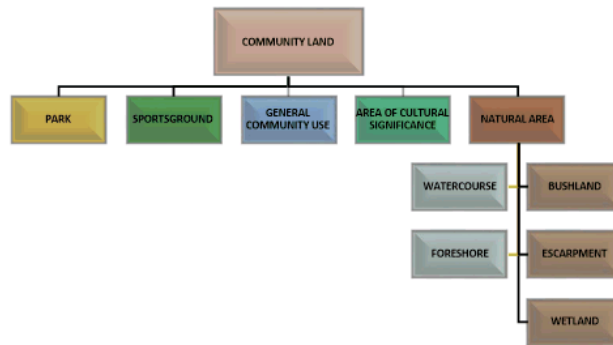 COMMUNITY LAND
PARK
SPORTSGROUND
GENERAL
COMMUNITY USE
AREA OF CULTURAL
SIGNIFICANCE
NATURAL AREA
WATERCOURSE
BUSHLAND
FORESHORE
ESCARPMENT
WETLAND